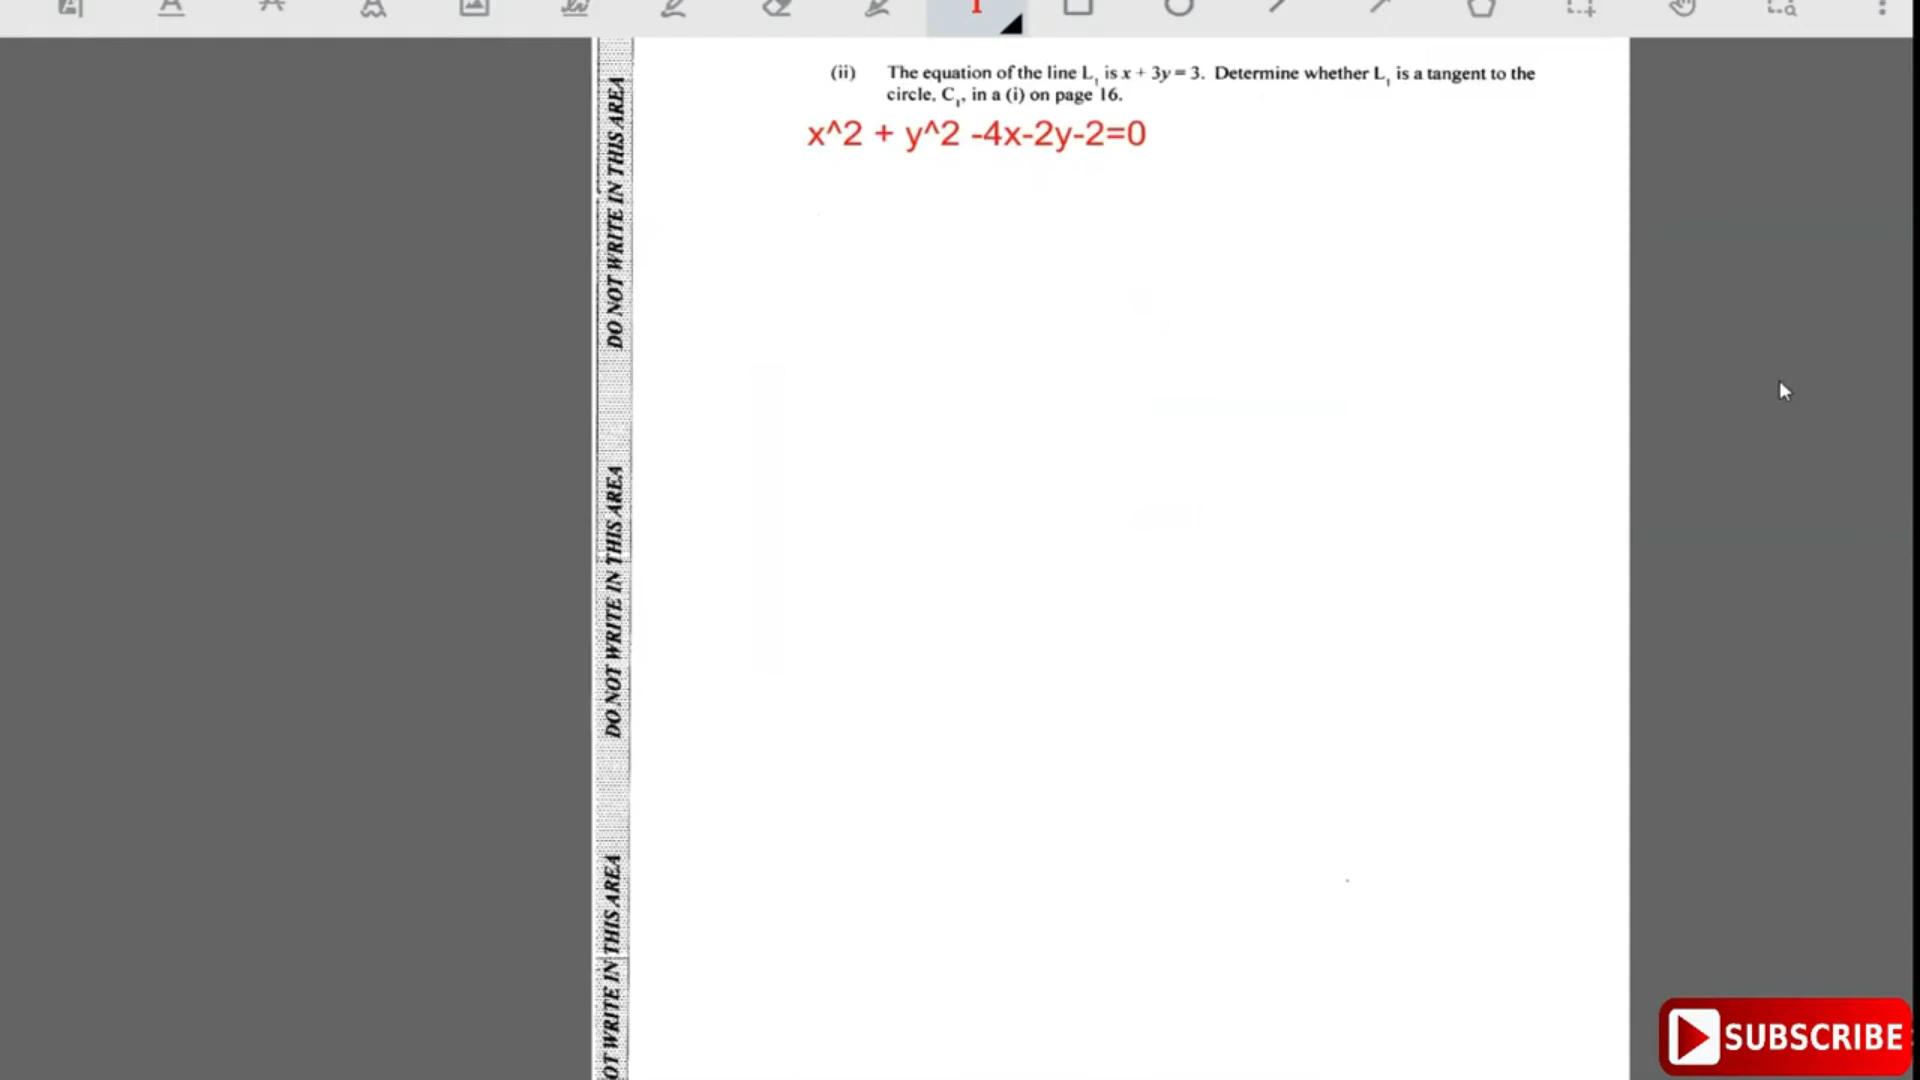 (ii) The equation of the line L₁ is x + 3y = 3. Determine whether L₁ is a tangent to the
circle, C₁, in a (i) on page 16.
x^2 + y^2 -4x-2y-2=0
DO NOT WRITE IN THIS AREA
DO NOT WRITE IN THIS AREA
OT WRITE IN THIS AREA
SUBSCRIBE